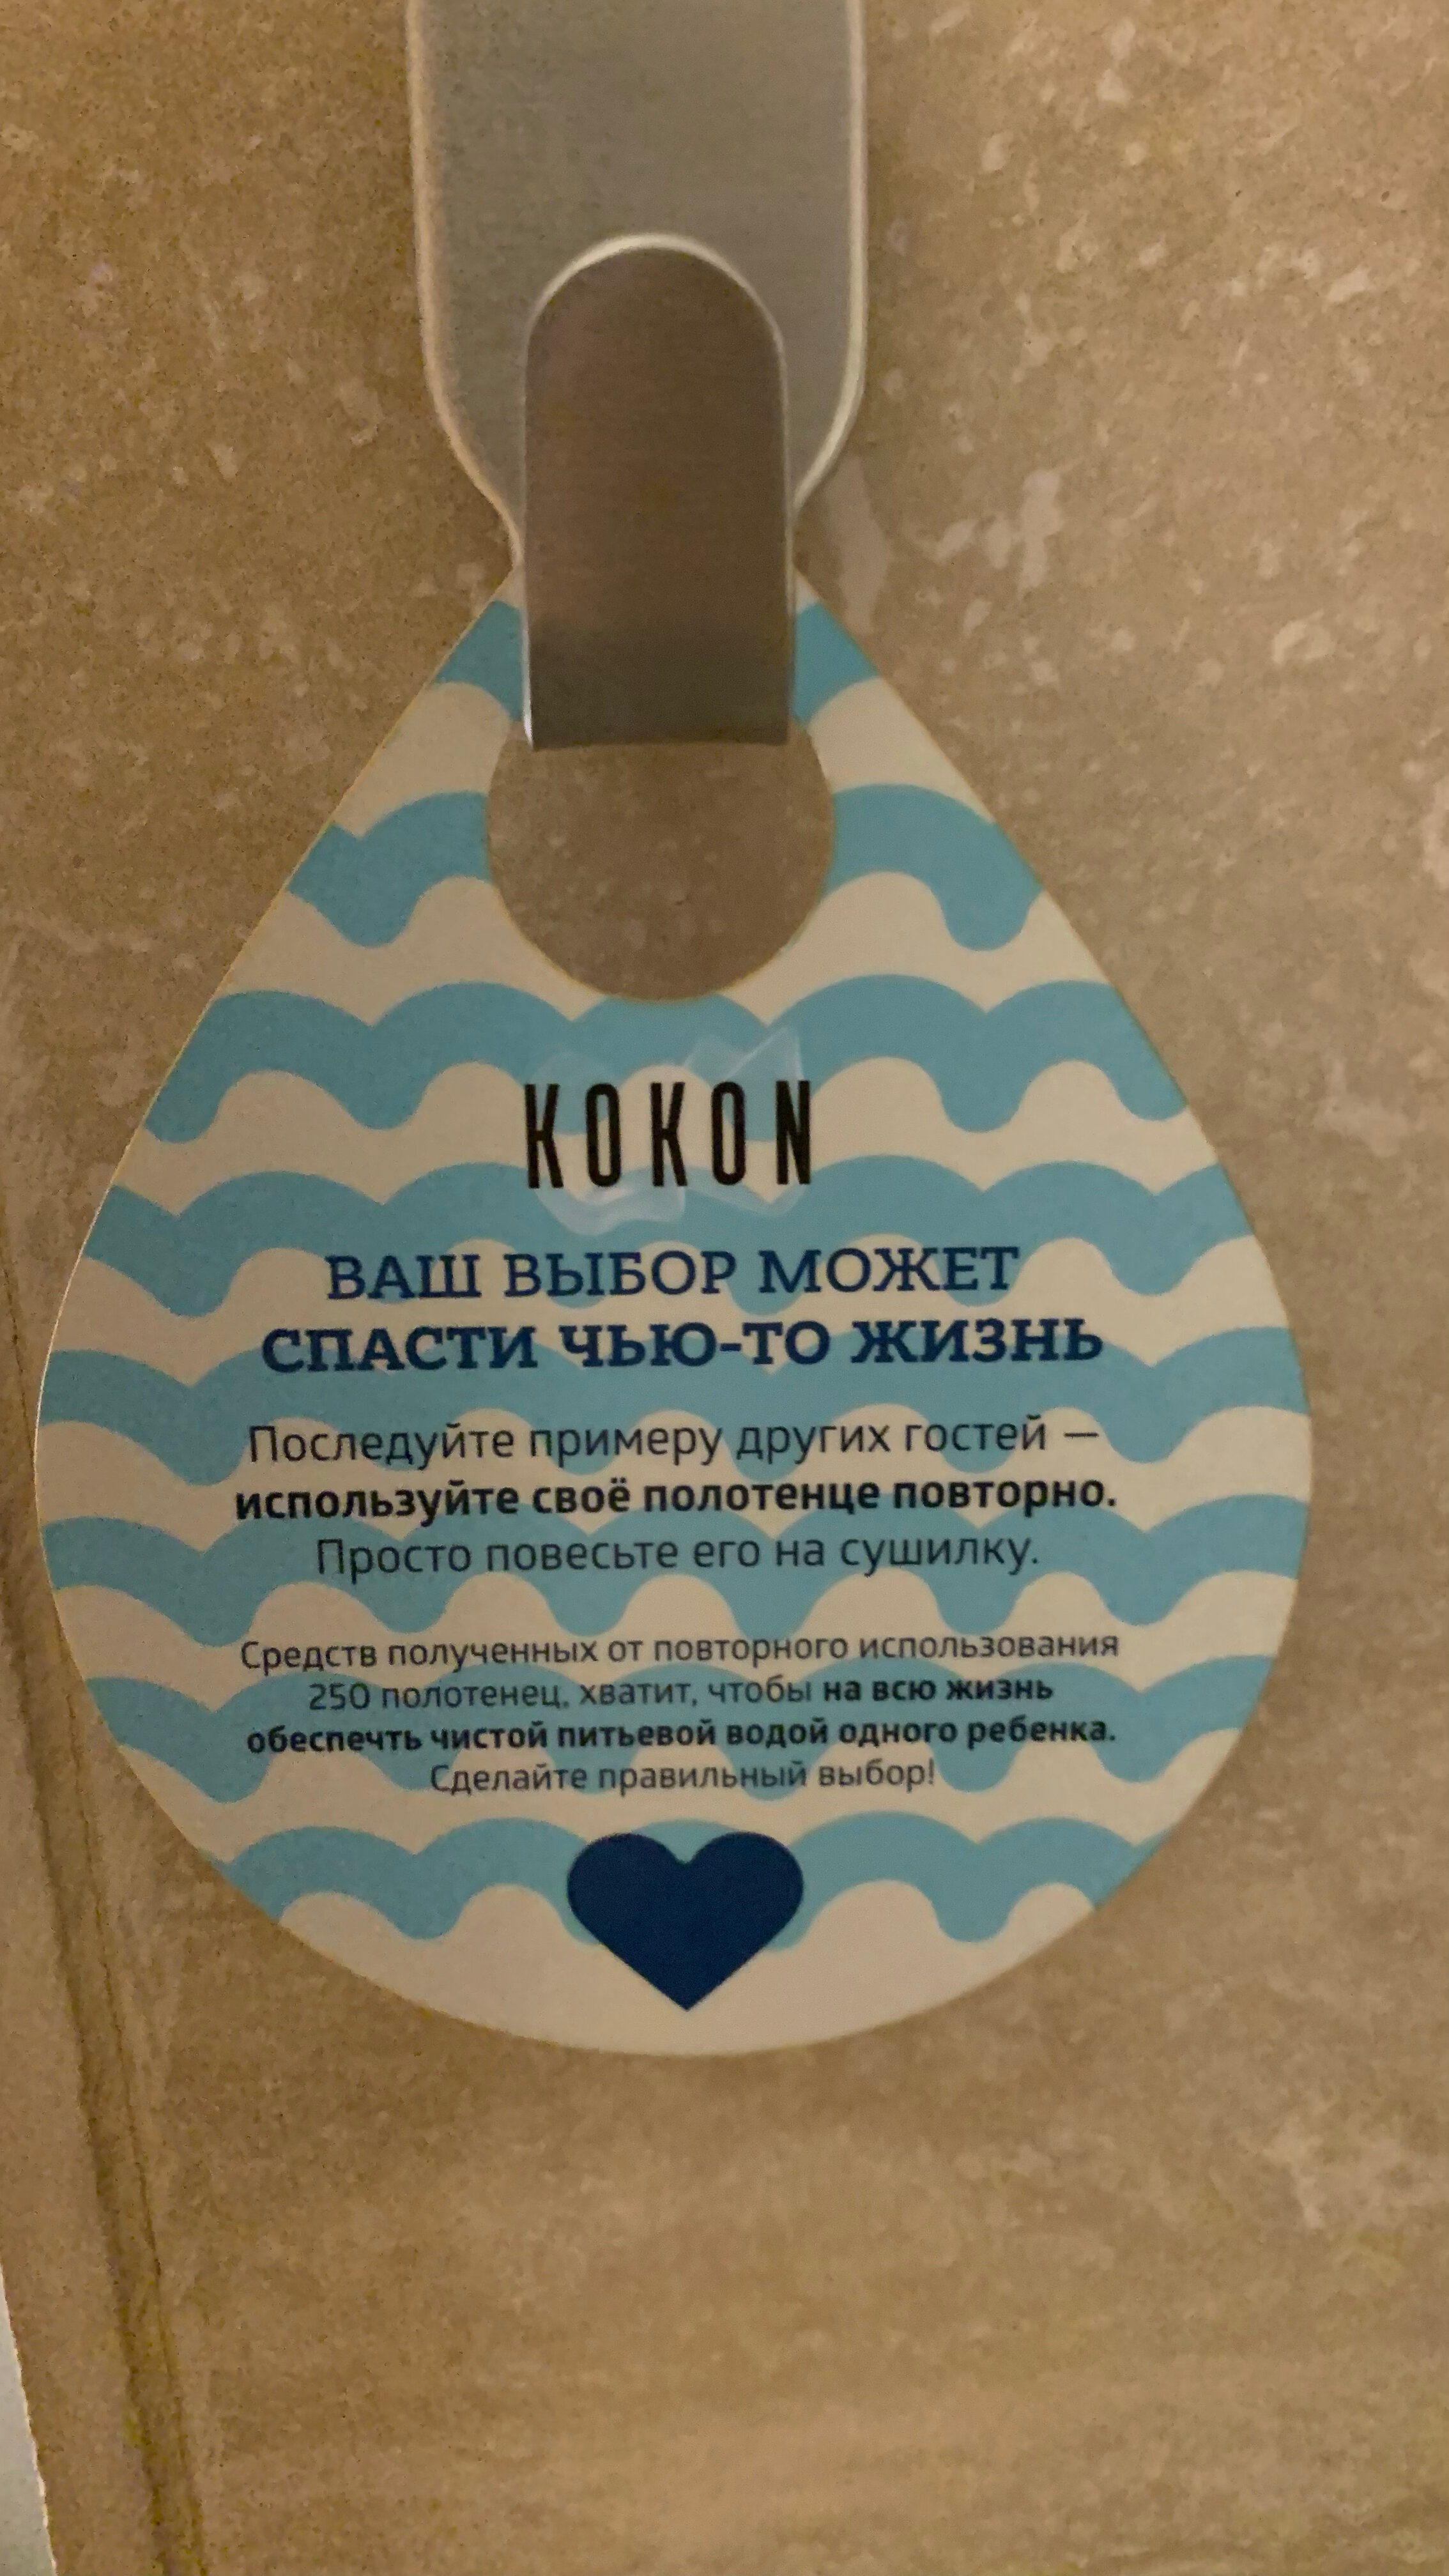 KOKON
ВАШ ВЫБОР МОЖЕТ
СПАСТИ ЧЬЮ-ТО ЖИЗНЬ
Последуйте примеру других гостей —
используйте своё полотенце повторно.
Просто повесьте его на сушилку.
Средств полученных от повторного использования
250 полотенец, хватит, чтобы на всю жизнь
обеспечть чистой питьевой водой одного ребенка.
Сделайте правильный выбор!